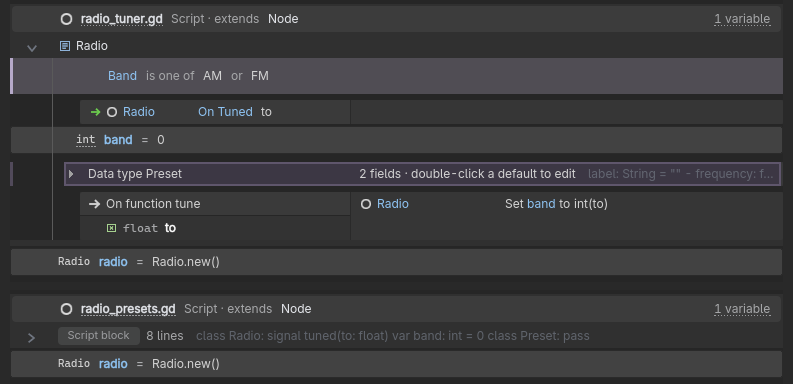 radio_tuner.gd Script · extends Node 1 variable
Radio
Band is one of AM or FM
Radio On Tuned to
int band = 0
Data type Preset 2 fields · double-click a default to edit label: String = "" - frequency: f...
On function tune Radio Set band to int(to)
float to
Radio radio = Radio.new()
radio_presets.gd Script · extends Node 1 variable
Script block 8 lines class Radio: signal tuned(to: float) var band: int = 0 class Preset: pass
Radio radio = Radio.new()